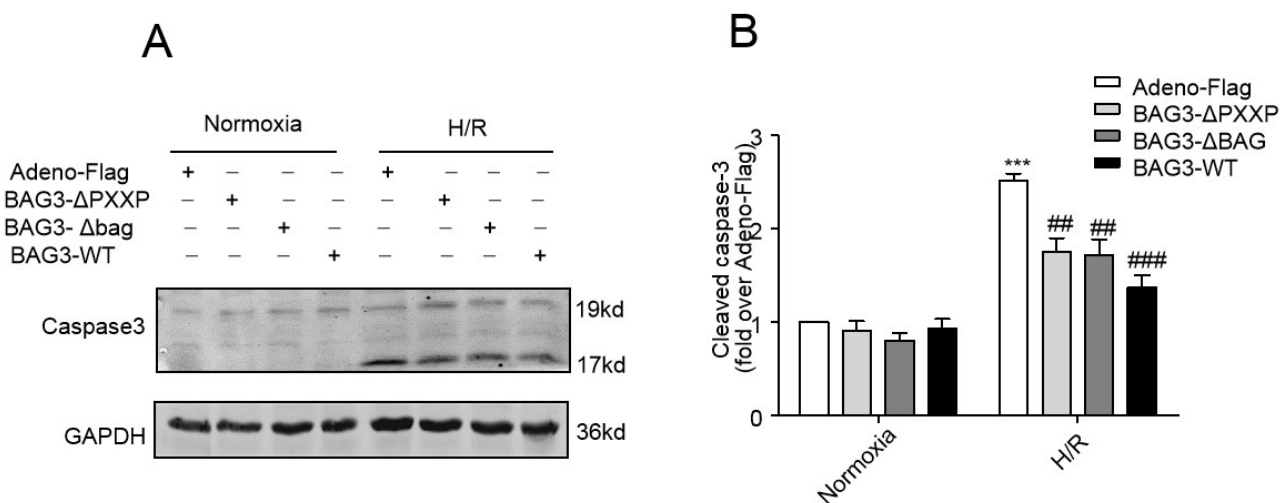 A
Normoxia H/R
Adeno-Flag + – – – + – – –
BAG3-ΔPXXP – + – – – + – –
BAG3- Δbag – – + – – – + –
BAG3-WT – – – + – – – +
Caspase3 19kd
17kd
GAPDH 36kd
B
Adeno-Flag
BAG3-ΔPXXP
BAG3-ΔBAG
BAG3-WT
Cleaved caspase-3
(fold over Adeno-Flag)
3
2
1
0
***
##
##
###
Normoxia
H/R